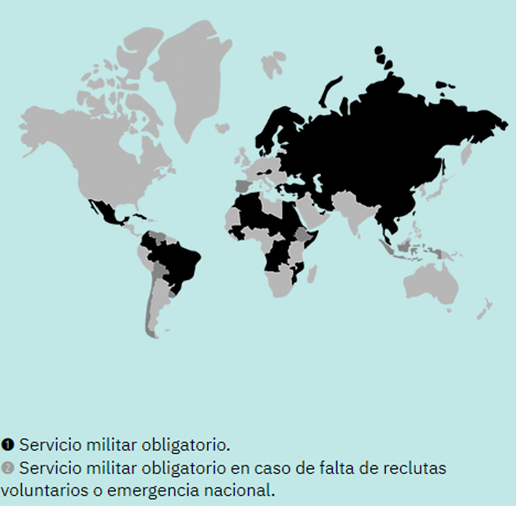 ❶ Servicio militar obligatorio.
❷ Servicio militar obligatorio en caso de falta de reclutas
voluntarios o emergencia nacional.